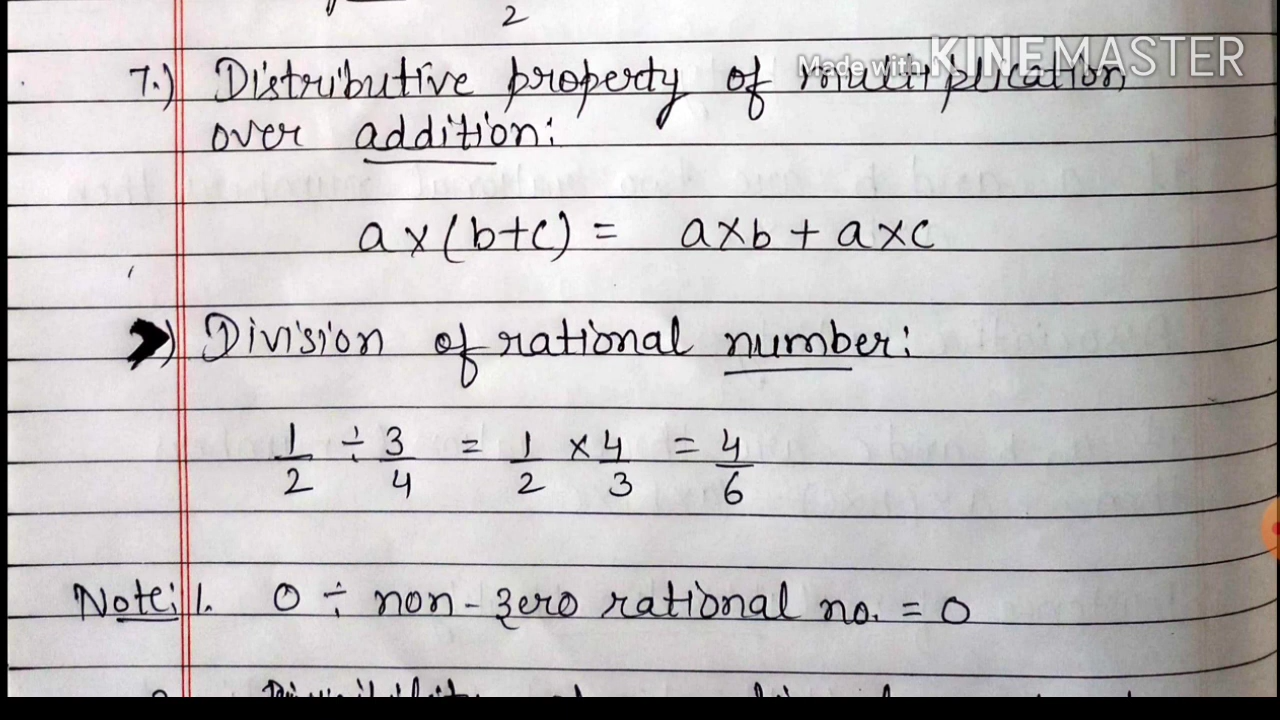 2
Made with KINEMASTER
7.) Distributive property of multiplication
over addition:
a×(b+c) = a×b + a×c
) Division of rational number:
1/2 ÷ 3/4 = 1/2 × 4/3 = 4/6
Note: 1. 0 ÷ non-zero rational no. = 0